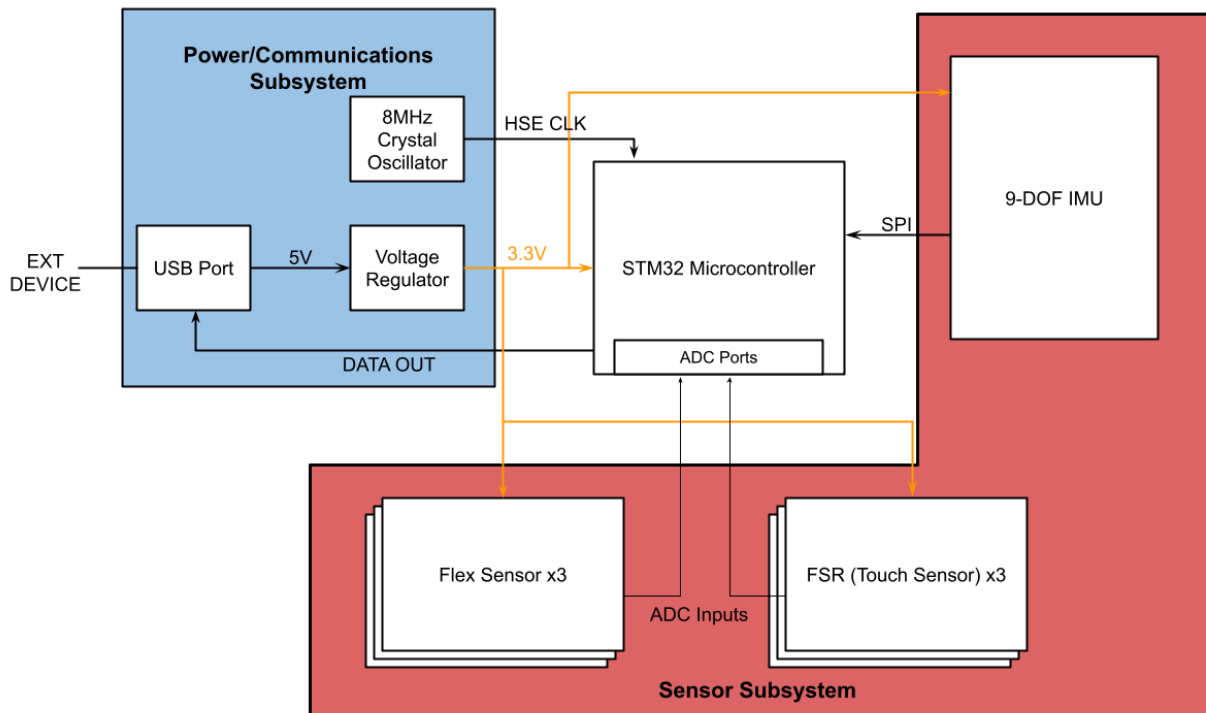 Power/Communications
Subsystem
8MHz
Crystal
Oscillator
HSE CLK
9-DOF IMU
SPI
EXT
DEVICE
USB Port
5V
Voltage
Regulator
3.3V
STM32 Microcontroller
DATA OUT
ADC Ports
Flex Sensor x3
FSR (Touch Sensor) x3
ADC Inputs
Sensor Subsystem